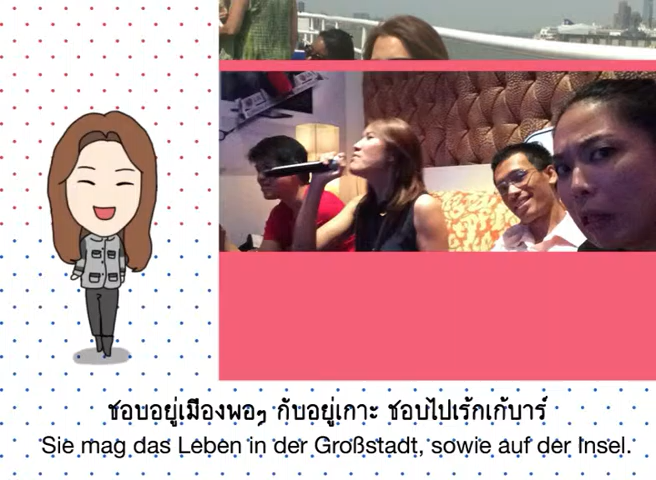 ชอบอยู่เมืองพอๆ กับอยู่เกาะ ชอบไปเร้กเก้บาร์
Sie mag das Leben in der Großstadt, sowie auf der Insel.